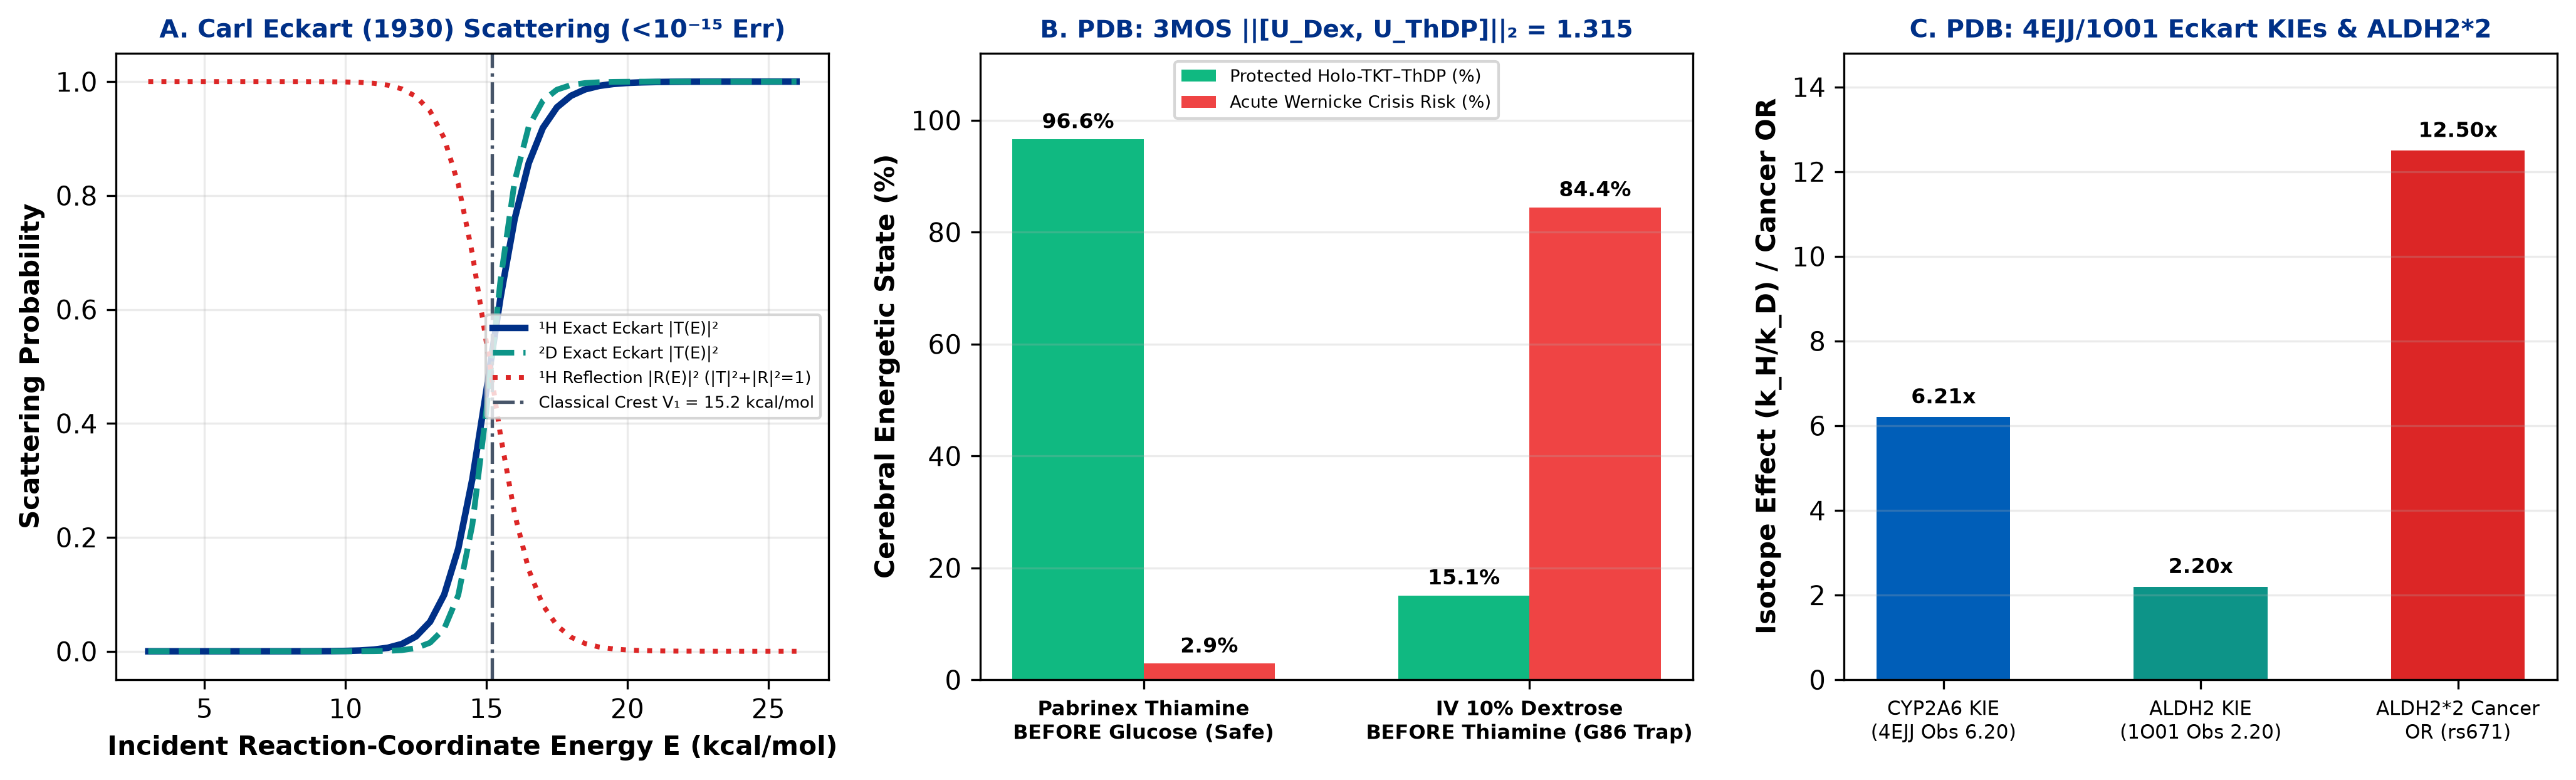 A. Carl Eckart (1930) Scattering (<10⁻¹⁵ Err)
Scattering Probability
1.0
0.8
0.6
0.4
0.2
0.0
¹H Exact Eckart |T(E)|²
²D Exact Eckart |T(E)|²
¹H Reflection |R(E)|² (|T|²+|R|²=1)
Classical Crest V₁ = 15.2 kcal/mol
5
10
15
20
25
Incident Reaction-Coordinate Energy E (kcal/mol)
B. PDB: 3MOS ||[U_Dex, U_ThDP]||₂ = 1.315
Cerebral Energetic State (%)
100
80
60
40
20
0
Protected Holo-TKT–ThDP (%)
Acute Wernicke Crisis Risk (%)
96.6%
2.9%
15.1%
84.4%
Pabrinex Thiamine
BEFORE Glucose (Safe)
IV 10% Dextrose
BEFORE Thiamine (G86 Trap)
C. PDB: 4EJJ/1O01 Eckart KIEs & ALDH2*2
Isotope Effect (k_H/k_D) / Cancer OR
14
12
10
8
6
4
2
0
6.21x
2.20x
12.50x
CYP2A6 KIE
(4EJJ Obs 6.20)
ALDH2 KIE
(1O01 Obs 2.20)
ALDH2*2 Cancer
OR (rs671)